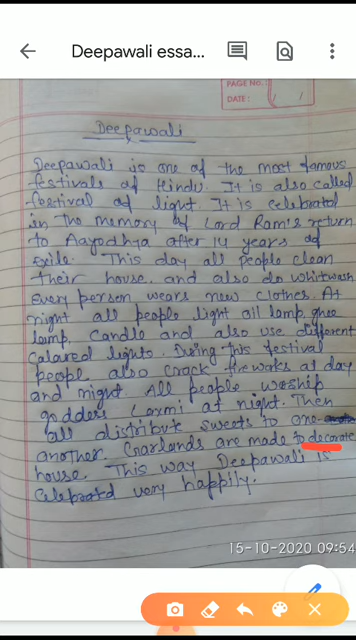 Deepawali essa...
PAGE No.
DATE: / /
Deepawali
Deepawali is one of the most famous
festivals of Hindu. It is also called
festival of light. It is celebrated
in the memory of Lord Ram's return
to Aayodhya after 14 years of
exile. This day all people clean
their house and also do whitwash
Every person wears new clothes. At
night all people light oil lamp, ghee
lamp, candle and also use different
colared lights. During this festival
people also crack firewaks at day
and night All people woship
goddess Laxmi at night. Then
all distribute sweets to one
another. Garlands are made to decorate
house. This way Deepawali is
celebrated very happily.
15-10-2020 09:54